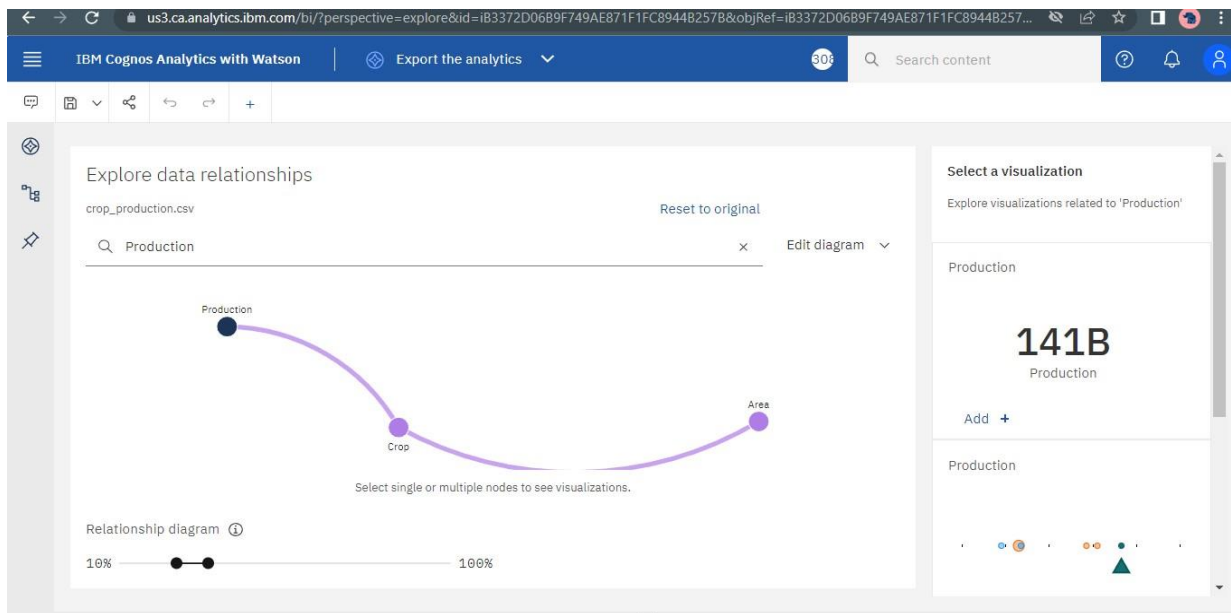 us3.ca.analytics.ibm.com/bi/?perspective=explore&id=iB3372D06B9F749AE871F1FC8944B257B&objRef=iB3372D06B9F749AE871F1FC8944B257...
IBM Cognos Analytics with Watson
Export the analytics
308
Search content
Explore data relationships
crop_production.csv
Reset to original
Production
Edit diagram
Production
Crop
Area
Select single or multiple nodes to see visualizations.
Relationship diagram
10%
100%
Select a visualization
Explore visualizations related to 'Production'
Production
141B
Production
Add +
Production